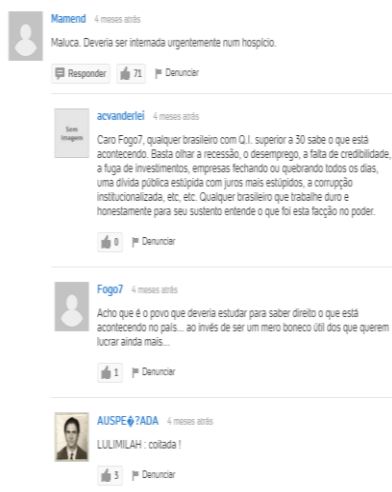 Mamend 4 meses atrás
Maluca. Deveria ser internada urgentemente num hospício.
Responder 71 Denunciar
Sem
Imagem
acvanderlei 4 meses atrás
Caro Fogo7, qualquer brasileiro com Q.I. superior a 30 sabe o que está
acontecendo. Basta olhar a recessão, o desemprego, a falta de credibilidade,
a fuga de investimentos, empresas fechando ou quebrando todos os dias,
uma dívida pública estúpida com juros mais estúpidos, a corrupção
institucionalizada, etc, etc. Qualquer brasileiro que trabalhe duro e
honestamente para seu sustento entende o que foi esta facção no poder.
0 Denunciar
Fogo7 4 meses atrás
Acho que é o povo que deveria estudar para saber direito o que está
acontecendo no país... ao invés de ser um mero boneco útil dos que querem
lucrar ainda mais...
1 Denunciar
AUSPE�?ADA 4 meses atrás
LULIMILAH : coitada !
3 Denunciar